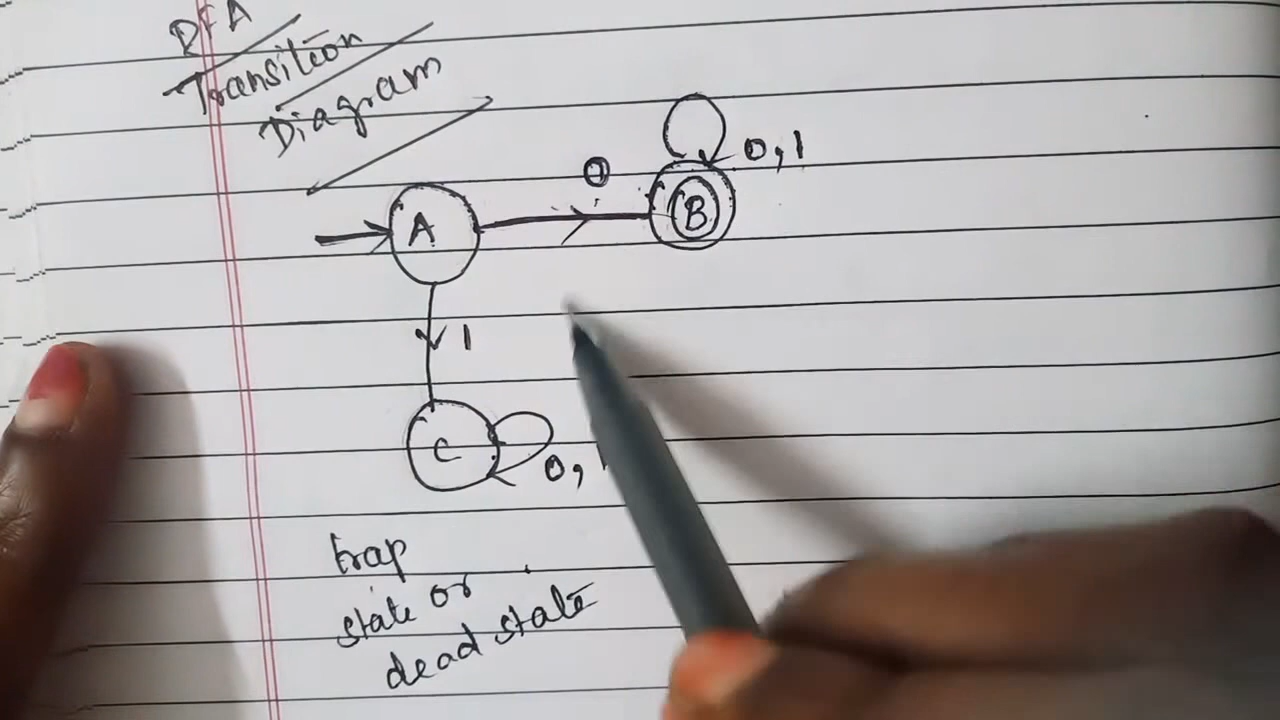 DFA
Transition
Diagram
0
0,1
A
B
1
C
0,
trap
state or
dead state